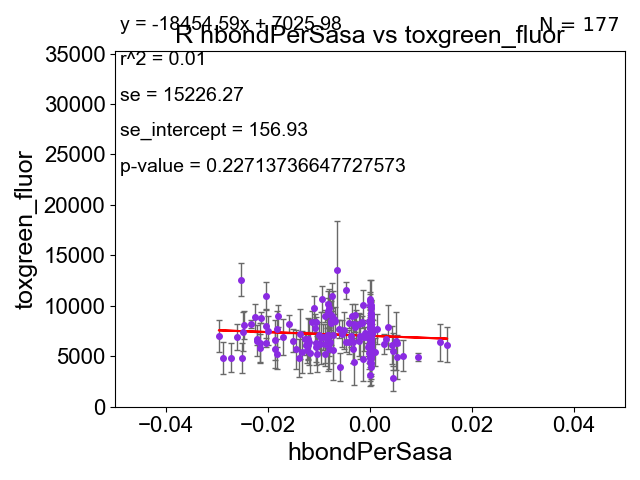 y = -18454.59x + 7025.98
N = 177
R hbondPerSasa vs toxgreen_fluor
r^2 = 0.01
se = 15226.27
se_intercept = 156.93
p-value = 0.22713736647727573
35000
30000
25000
20000
15000
10000
5000
0
toxgreen_fluor
−0.04
−0.02
0.00
0.02
0.04
hbondPerSasa